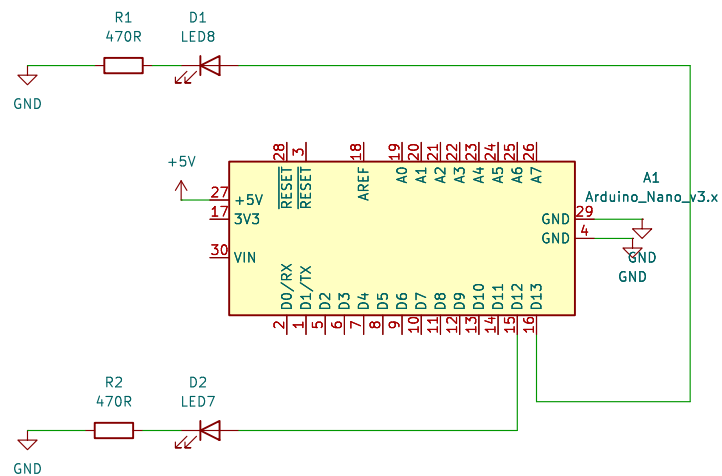 R1
470R
D1
LED8
GND
+5V
28
3
18
19
20
21
22
23
24
25
26
RESET
RESET
AREF
A0
A1
A2
A3
A4
A5
A6
A7
A1
Arduino_Nano_v3.x
27
+5V
17
3V3
30
VIN
GND
29
GND
4
GND
GND
D0/RX
D1/TX
D2
D3
D4
D5
D6
D7
D8
D9
D10
D11
D12
D13
2
1
5
6
7
8
9
10
11
12
13
14
15
16
R2
470R
D2
LED7
GND